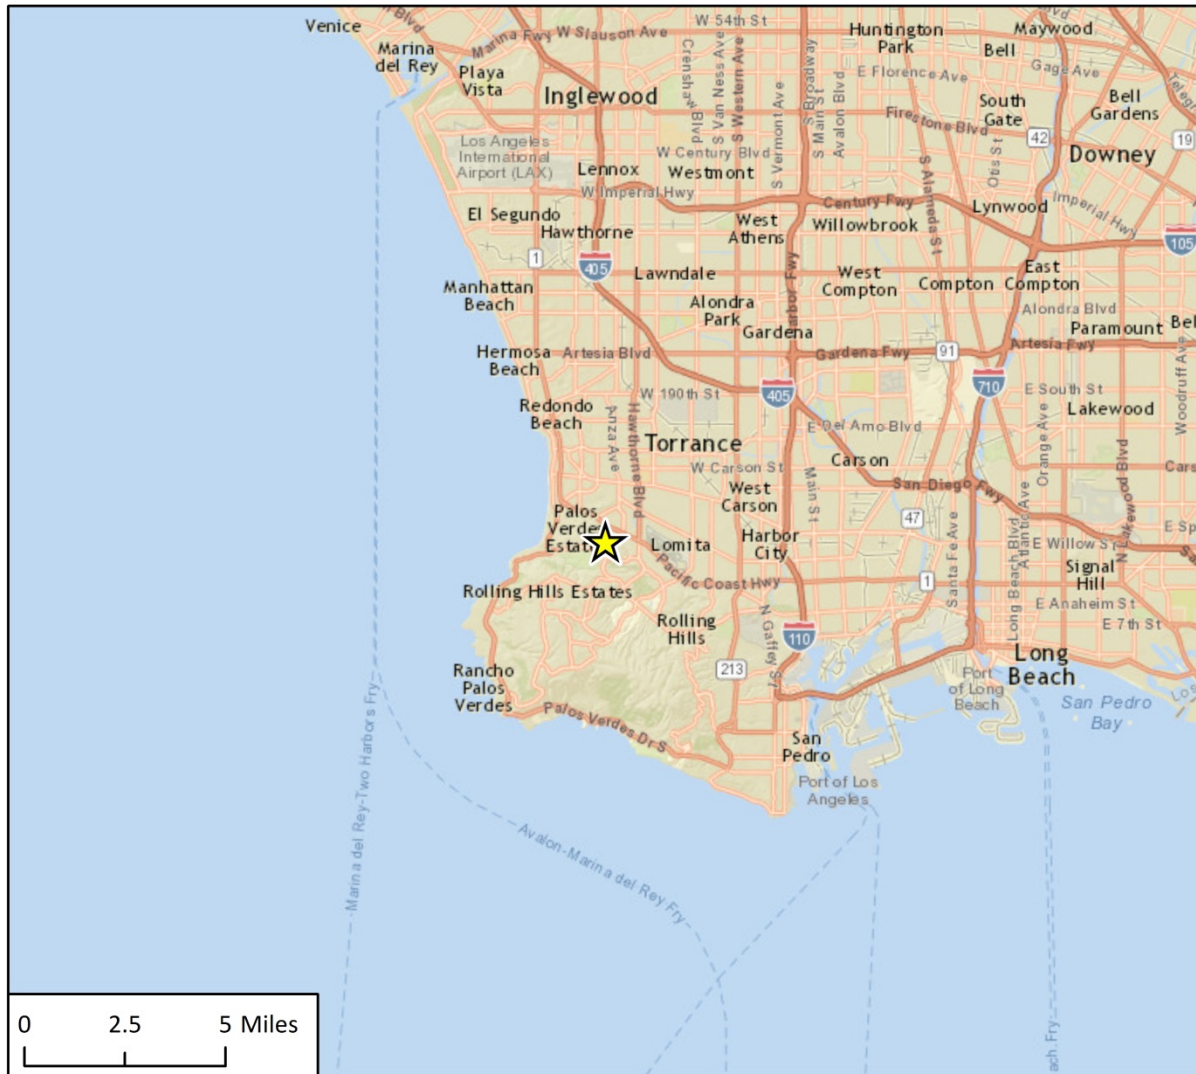 Venice
Marina
del Rey
Marina Fwy
W Slauson Ave
W 54th St
Playa
Vista
Inglewood
Crenshaw Blvd
S Van Ness Ave
S Western Ave
S Vermont Ave
S Broadway
S Main St
Avalon Blvd
Huntington
Park
Maywood
Bell
Gage Ave
E Florence Ave
South
Gate
Bell
Gardens
Firestone Blvd
42
19
Otis St
Downey
Los Angeles
International
Airport (LAX)
W Century Blvd
Lennox
Westmont
W Imperial Hwy
S Alameda St
Century Fwy
Lynwood
Imperial Hwy
El Segundo
Hawthorne
West
Athens
Willowbrook
105
1
405
Lawndale
West
Compton
Compton
East
Compton
Manhattan
Beach
Alondra
Park
Gardena
Alondra Blvd
Paramount
Hermosa
Beach
Artesia Blvd
Gardena Fwy
91
Artesia Fwy
W 190th St
405
710
E South St
Woodruff Ave
Lakewood
Redondo
Beach
Anza Ave
Hawthorne Blvd
Torrance
E Del Amo Blvd
Orange Ave
N Lakewood Blvd
W Carson St
Carson
Main St
San Diego Fwy
West
Carson
Palos
Verdes
Lomita
Harbor
City
47
Santa Fe Ave
Long Beach Blvd
Atlantic Ave
E Willow St
Signal
Hill
Pacific Coast Hwy
1
Rolling Hills Estates
E Anaheim St
E 7th St
Rolling
Hills
N Gaffey St
110
213
Long
Beach
Rancho
Palos
Verdes
Port
of Long
Beach
San Pedro
Bay
Palos Verdes Dr S
San
Pedro
Port of Los
Angeles
Marina del Rey-Two Harbors Fry
Avalon-Marina del Rey Fry
0 2.5 5 Miles